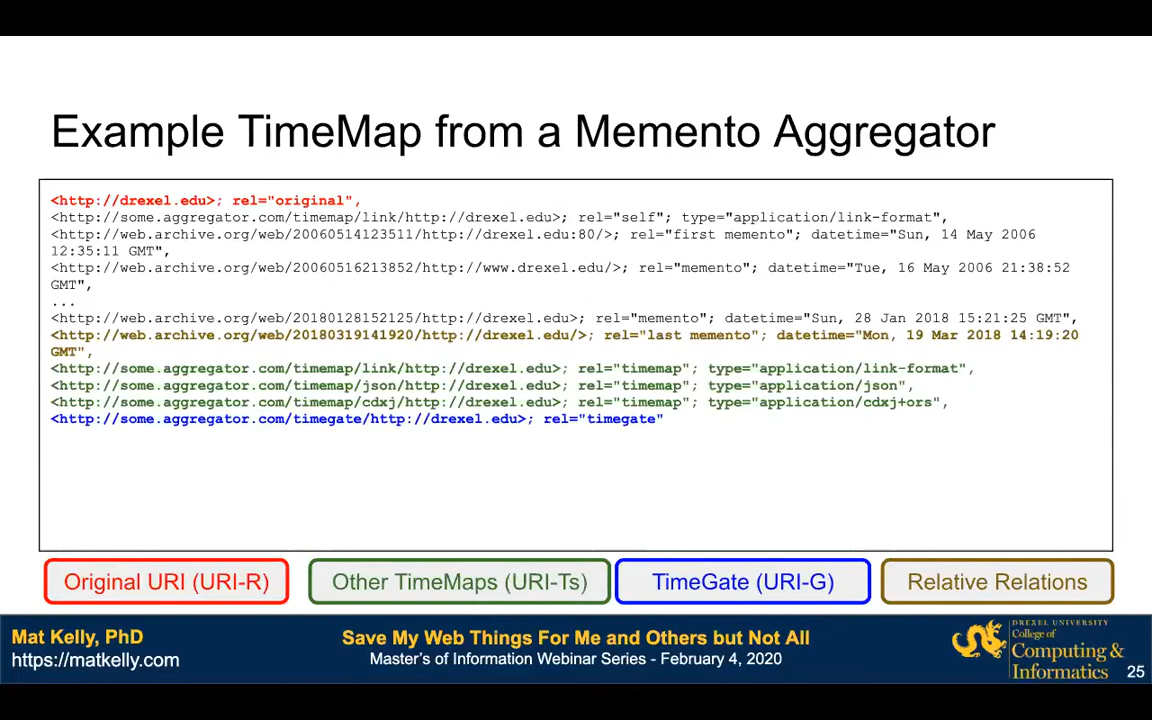 Example TimeMap from a Memento Aggregator
<http://drexel.edu>; rel="original",
<http://some.aggregator.com/timemap/link/http://drexel.edu>; rel="self"; type="application/link-format",
<http://web.archive.org/web/20060514123511/http://drexel.edu:80/>; rel="first memento"; datetime="Sun, 14 May 2006
12:35:11 GMT",
<http://web.archive.org/web/20060516213852/http://www.drexel.edu/>; rel="memento"; datetime="Tue, 16 May 2006 21:38:52
GMT",
...
<http://web.archive.org/web/20180128152125/http://drexel.edu>; rel="memento"; datetime="Sun, 28 Jan 2018 15:21:25 GMT",
<http://web.archive.org/web/20180319141920/http://drexel.edu/>; rel="last memento"; datetime="Mon, 19 Mar 2018 14:19:20
GMT",
<http://some.aggregator.com/timemap/link/http://drexel.edu>; rel="timemap"; type="application/link-format",
<http://some.aggregator.com/timemap/json/http://drexel.edu>; rel="timemap"; type="application/json",
<http://some.aggregator.com/timemap/cdxj/http://drexel.edu>; rel="timemap"; type="application/cdxj+ors",
<http://some.aggregator.com/timegate/http://drexel.edu>; rel="timegate"
Original URI (URI-R)
Other TimeMaps (URI-Ts)
TimeGate (URI-G)
Relative Relations
Mat Kelly, PhD
https://matkelly.com
Save My Web Things For Me and Others but Not All
Master's of Information Webinar Series - February 4, 2020
DREXEL UNIVERSITY
College of
Computing &
Informatics
25